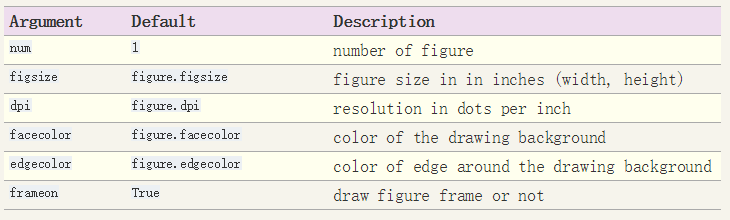 Argument Default Description
num 1 number of figure
figsize figure.figsize figure size in in inches (width, height)
dpi figure.dpi resolution in dots per inch
facecolor figure.facecolor color of the drawing background
edgecolor figure.edgecolor color of edge around the drawing background
frameon True draw figure frame or not